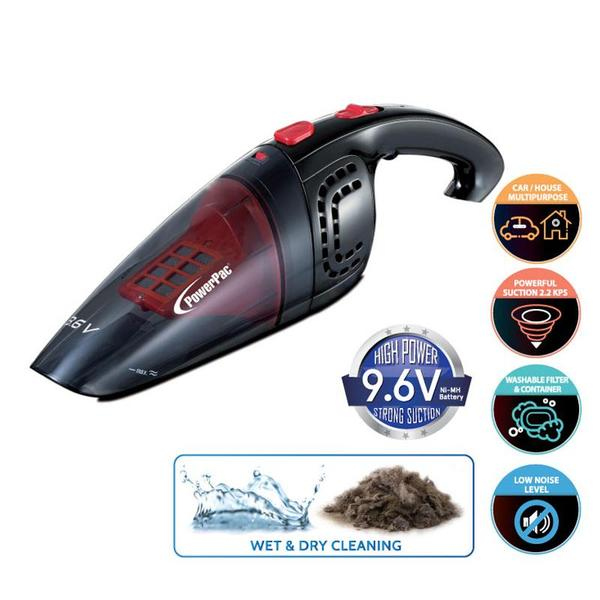 PowerPac
9.6V
max.
HIGH POWER
9.6V
Ni-MH
Battery
STRONG SUCTION
WET & DRY CLEANING
CAR / HOUSE
MULTIPURPOSE
POWERFUL
SUCTION 2.2 KPS
WASHABLE FILTER
& CONTAINER
LOW NOISE
LEVEL